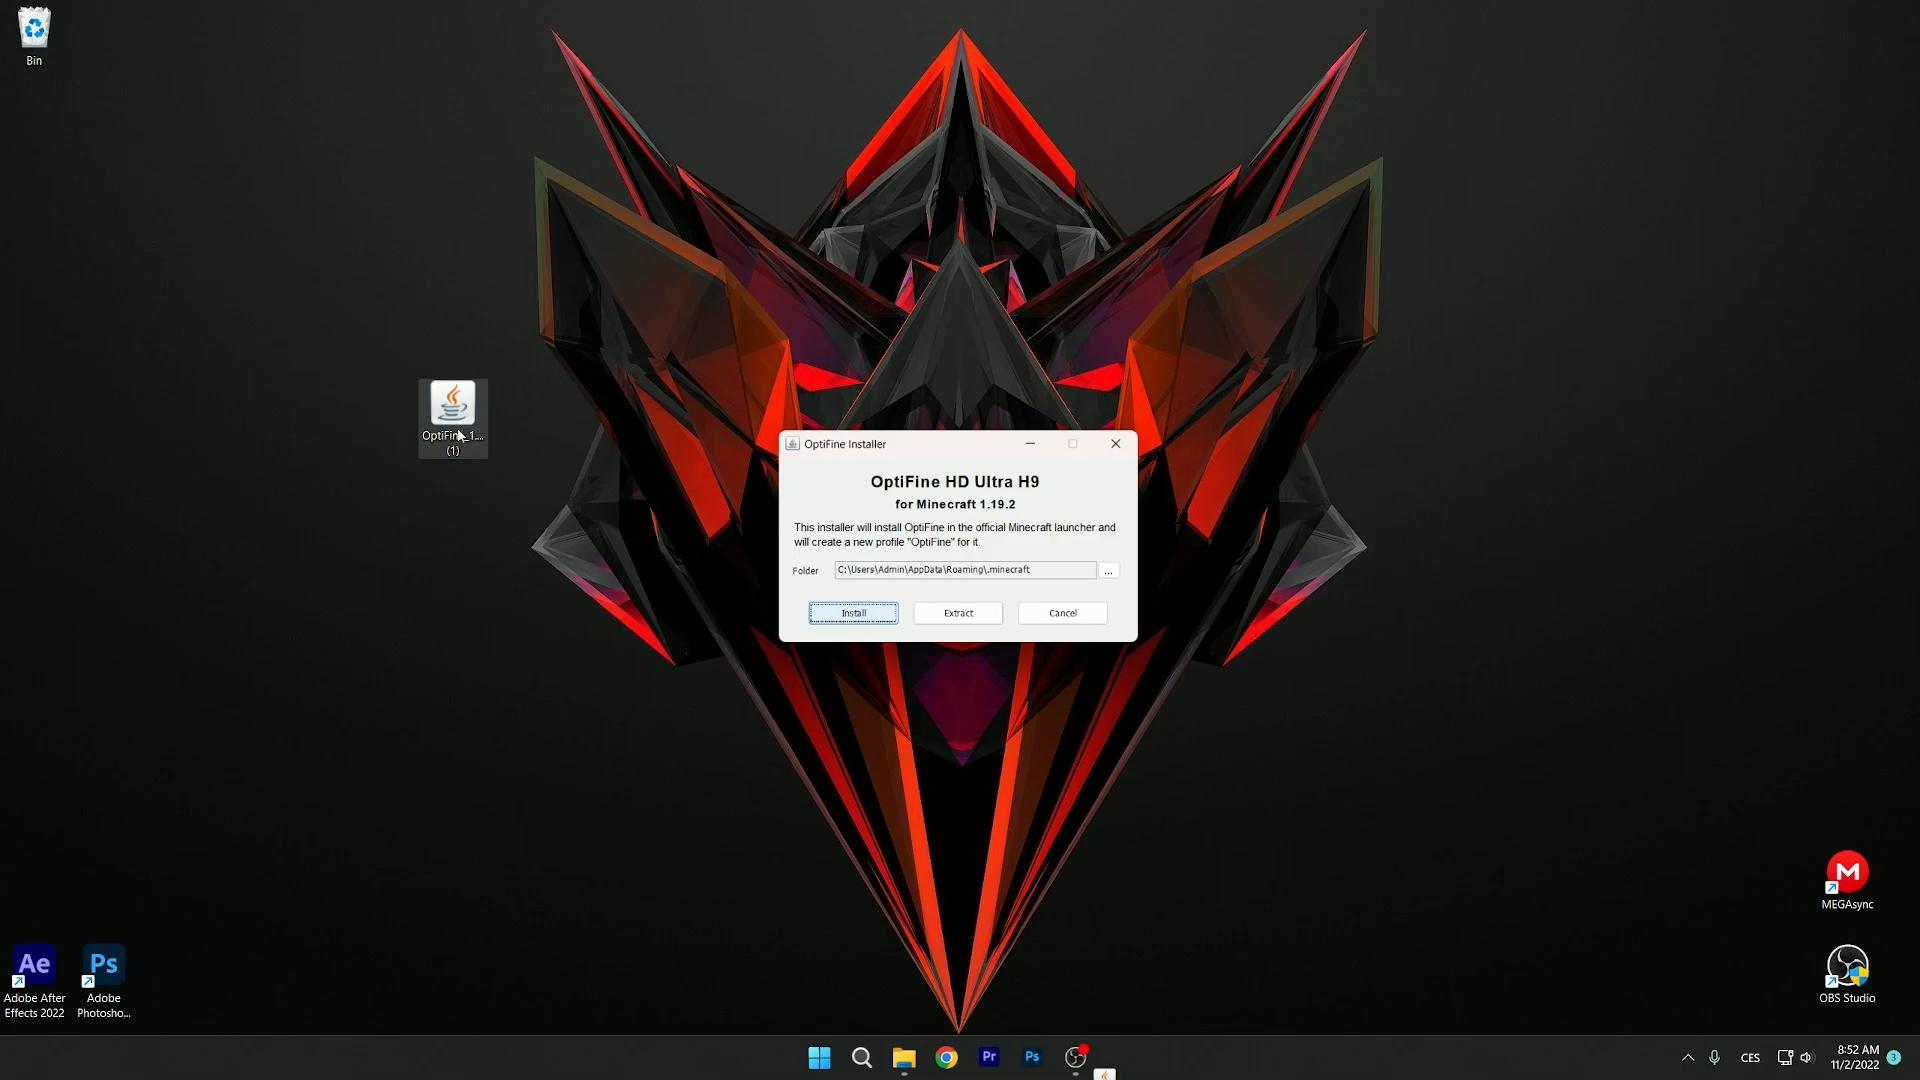 Bin
OptiFine_1....
(1)
OptiFine Installer
OptiFine HD Ultra H9
for Minecraft 1.19.2
This installer will install OptiFine in the official Minecraft launcher and
will create a new profile "OptiFine" for it.
Folder
C:\Users\Admin\AppData\Roaming\.minecraft
...
Install
Extract
Cancel
M
MEGAsync
OBS Studio
Ae
Adobe After
Effects 2022
Ps
Adobe
Photosho...
Pr
Ps
CES
8:52 AM
11/2/2022
3